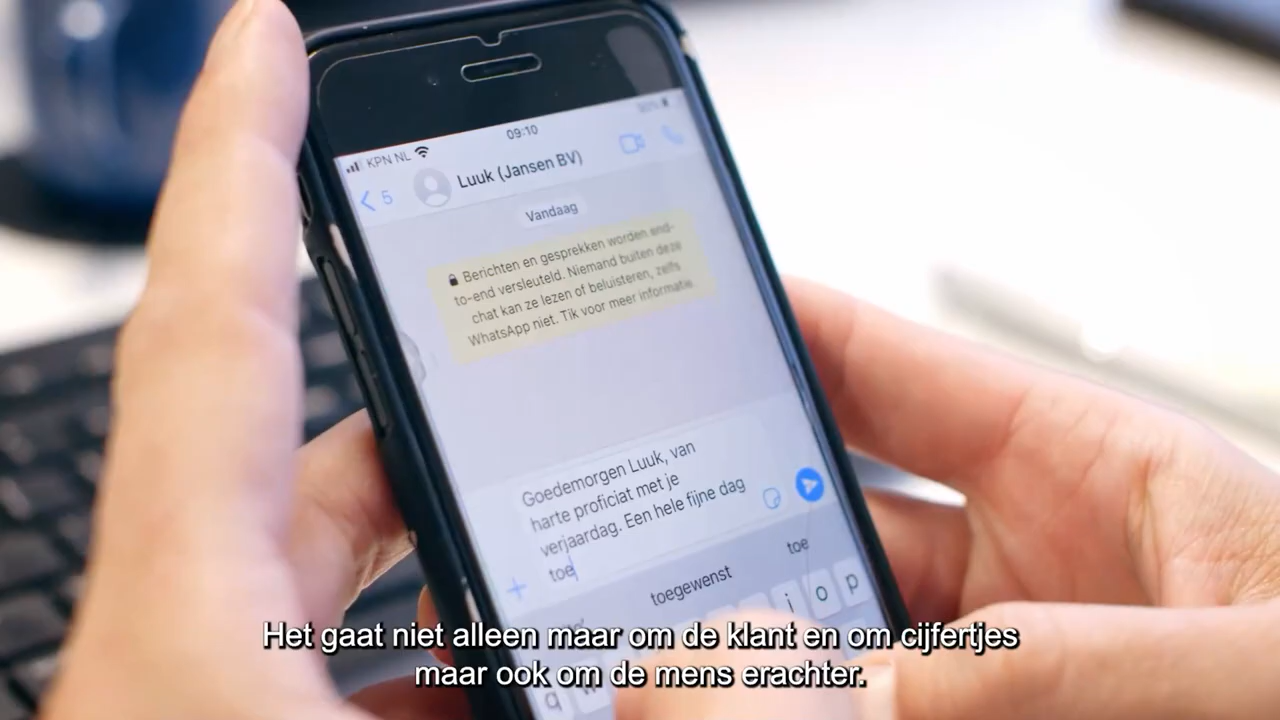 KPN NL
09:10
5
Luuk (Jansen BV)
Vandaag
Berichten en gesprekken worden end-
to-end versleuteld. Niemand buiten deze
chat kan ze lezen of beluisteren, zelfs
WhatsApp niet. Tik voor meer informatie.
Goedemorgen Luuk, van
harte proficiat met je
verjaardag. Een hele fijne dag
toe
toegewenst
toe
i o p
q
Het gaat niet alleen maar om de klant en om cijfertjes
maar ook om de mens erachter.